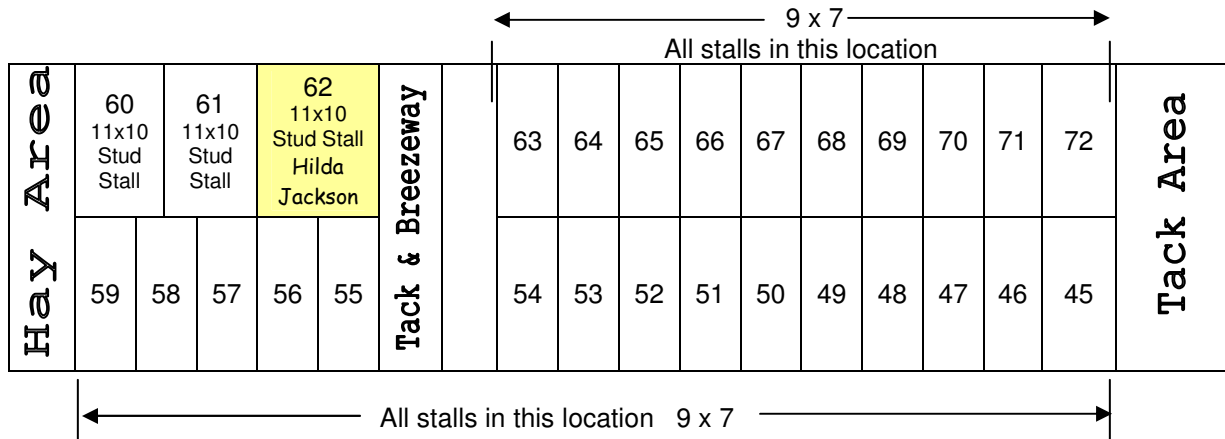 9 x 7
All stalls in this location
Hay Area
60
11x10
Stud
Stall
61
11x10
Stud
Stall
62
11x10
Stud Stall
Hilda
Jackson
Tack & Breezeway
63 64 65 66 67 68 69 70 71 72
Tack Area
59 58 57 56 55
54 53 52 51 50 49 48 47 46 45
All stalls in this location 9 x 7